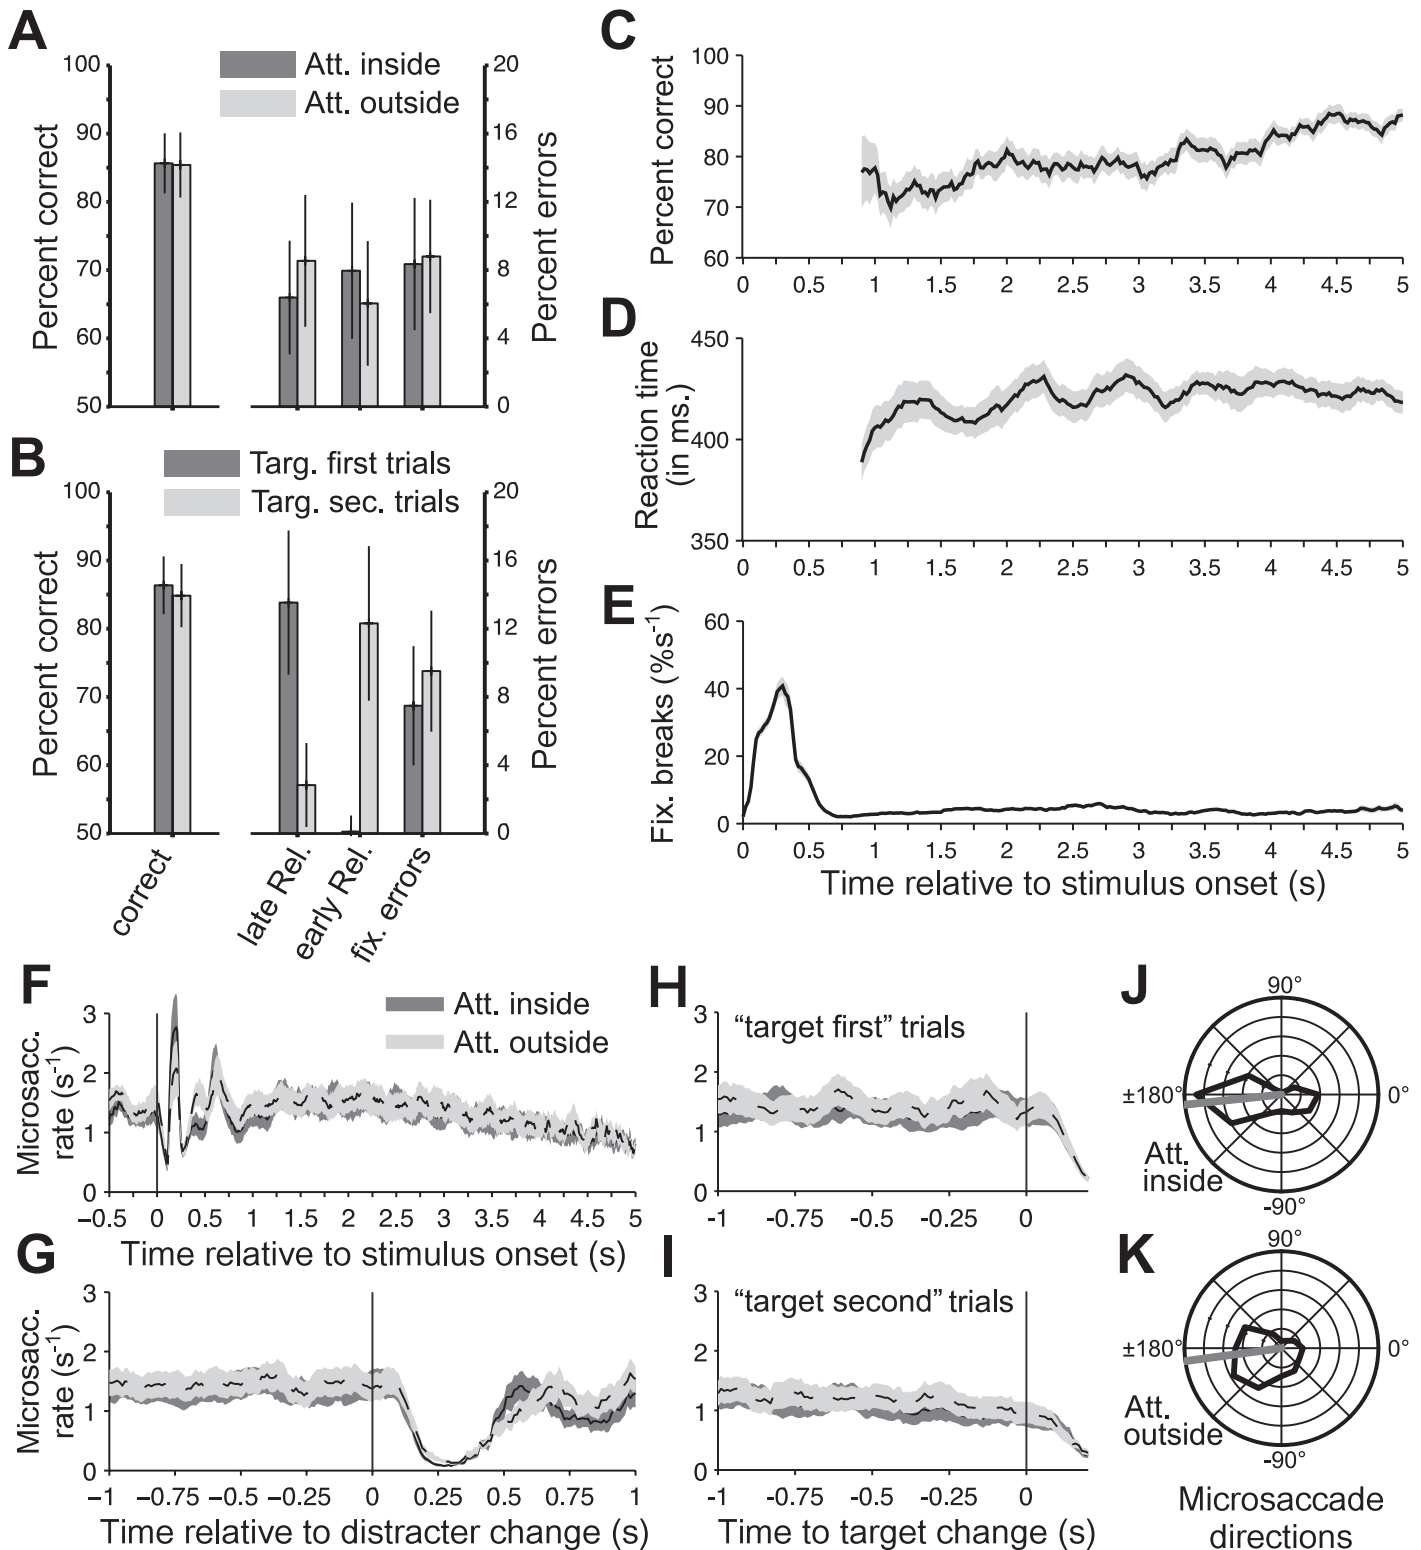 A
Att. inside
Att. outside
100
90
80
70
60
50
Percent correct
20
16
12
8
4
0
Percent errors
B
Targ. first trials
Targ. sec. trials
100
90
80
70
60
50
Percent correct
20
16
12
8
4
0
Percent errors
correct
late Rel.
early Rel.
fix. errors
C
Percent correct
100
90
80
70
60
0 0.5 1 1.5 2 2.5 3 3.5 4 4.5 5
D
Reaction time
(in ms.)
450
400
350
0 0.5 1 1.5 2 2.5 3 3.5 4 4.5 5
E
Fix. breaks (%s⁻¹)
60
40
20
0
0 0.5 1 1.5 2 2.5 3 3.5 4 4.5 5
Time relative to stimulus onset (s)
F
Att. inside
Att. outside
Microsacc.
rate (s⁻¹)
3
2
1
0
−0.5 0 0.5 1 1.5 2 2.5 3 3.5 4 4.5 5
Time relative to stimulus onset (s)
G
Microsacc.
rate (s⁻¹)
3
2
1
0
−1 −0.75 −0.5 −0.25 0 0.25 0.5 0.75 1
Time relative to distracter change (s)
H
"target first" trials
3
2
1
0
-1 -0.75 -0.5 -0.25 0
I
"target second" trials
3
2
1
0
-1 -0.75 -0.5 -0.25 0
Time to target change (s)
J
90°
±180°
0°
-90°
Att.
inside
K
90°
±180°
0°
-90°
Att.
outside
Microsaccade
directions